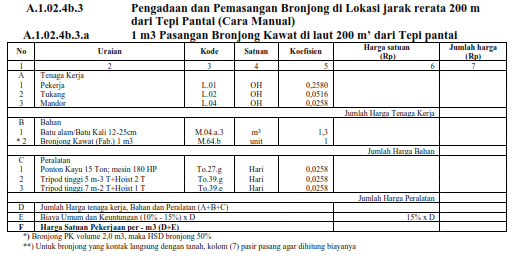 A.1.02.4b.3 Pengadaan dan Pemasangan Bronjong di Lokasi jarak rerata 200 m
dari Tepi Pantai (Cara Manual)
A.1.02.4b.3.a 1 m3 Pasangan Bronjong Kawat di laut 200 m' dari Tepi pantai
No Uraian Kode Satuan Koefisien Harga satuan (Rp) Jumlah harga (Rp)
1 2 3 4 5 6 7
A Tenaga Kerja
1 Pekerja L.01 OH 0,2580
2 Tukang L.02 OH 0,0516
3 Mandor L.04 OH 0,0258
Jumlah Harga Tenaga Kerja
B Bahan
1 Batu alam/Batu Kali 12-25cm M.04.a.3 m³ 1,3
* 2 Bronjong Kawat (Fab.) 1 m3 M.64.b unit 1
Jumlah Harga Bahan
C Peralatan
1 Ponton Kayu 15 Ton; mesin 180 HP To.27.g Hari 0,0258
2 Tripod tinggi 5 m-3 T+Hoist 2 T To.39.g Hari 0,0258
3 Tripod tinggi 7 m-2 T+Hoist 1 T To.39.e Hari 0,0258
Jumlah Harga Peralatan
D Jumlah Harga tenaga kerja, Bahan dan Peralatan (A+B+C)
E Biaya Umum dan Keuntungan (10% - 15%) x D 15% x D
F Harga Satuan Pekerjaan per - m3 (D+E)
*) Bronjong PK volume 2,0 m3, maka HSD bronjong 50%
**) Untuk bronjong yang kontak langsung dengan tanah, kolom (7) pasir pasang agar dihitung biayanya